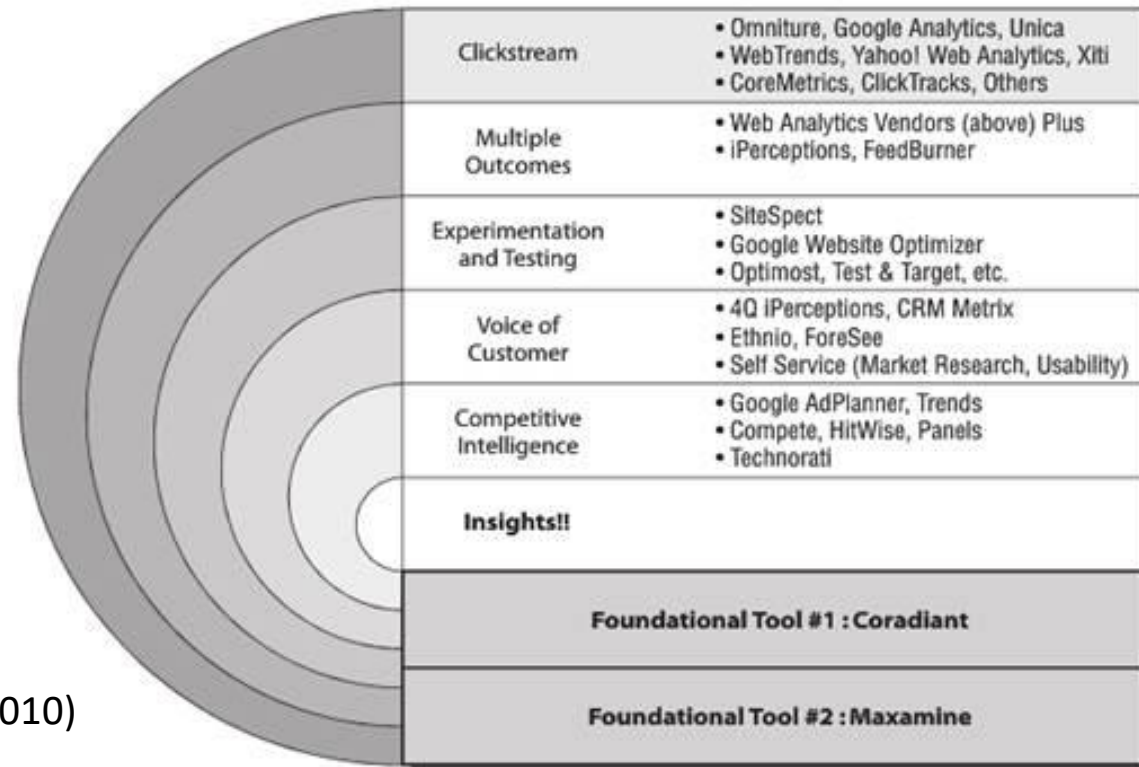 Clickstream
• Omniture, Google Analytics, Unica
• WebTrends, Yahoo! Web Analytics, Xiti
• CoreMetrics, ClickTracks, Others
Multiple
Outcomes
• Web Analytics Vendors (above) Plus
• iPerceptions, FeedBurner
Experimentation
and Testing
• SiteSpect
• Google Website Optimizer
• Optimost, Test & Target, etc.
Voice of
Customer
• 4Q iPerceptions, CRM Metrix
• Ethnio, ForeSee
• Self Service (Market Research, Usability)
Competitive
Intelligence
• Google AdPlanner, Trends
• Compete, HitWise, Panels
• Technorati
Insights!!
Foundational Tool #1 : Coradiant
Foundational Tool #2 : Maxamine
010)